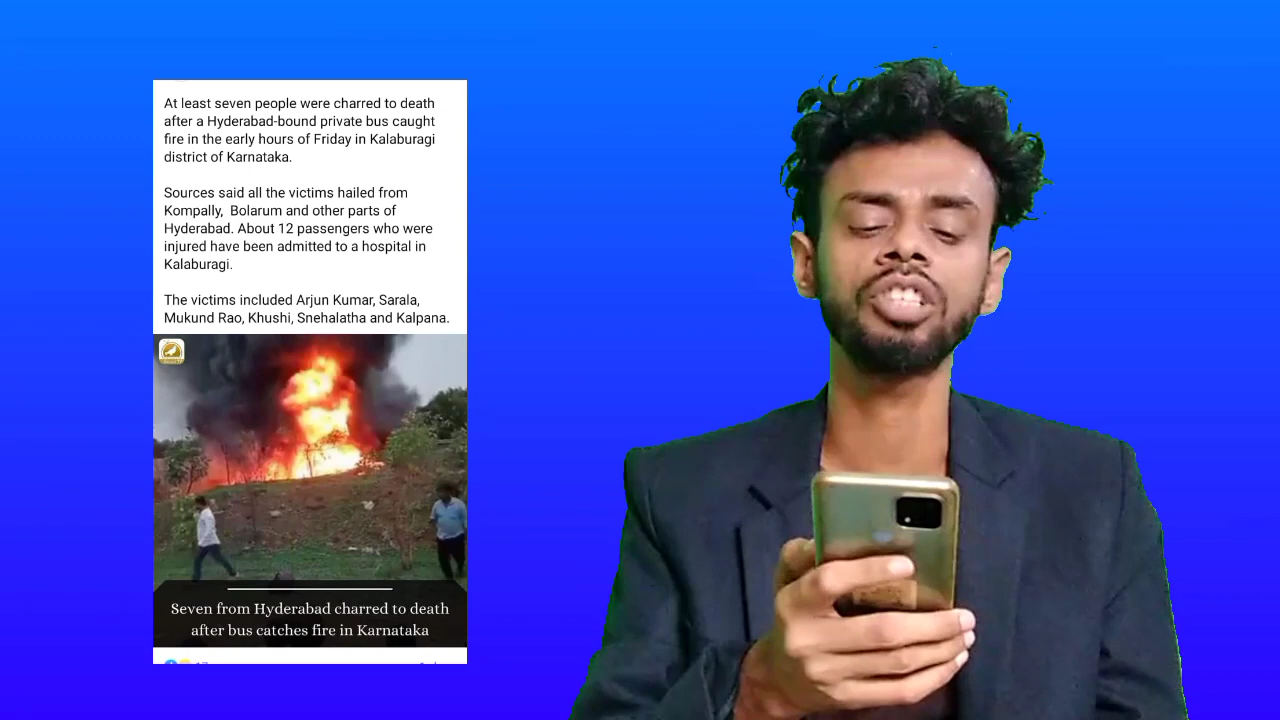 At least seven people were charred to death
after a Hyderabad-bound private bus caught
fire in the early hours of Friday in Kalaburagi
district of Karnataka.
Sources said all the victims hailed from
Kompally,  Bolarum and other parts of
Hyderabad. About 12 passengers who were
injured have been admitted to a hospital in
Kalaburagi.
The victims included Arjun Kumar, Sarala,
Mukund Rao, Khushi, Snehalatha and Kalpana.
Seven from Hyderabad charred to death
after bus catches fire in Karnataka